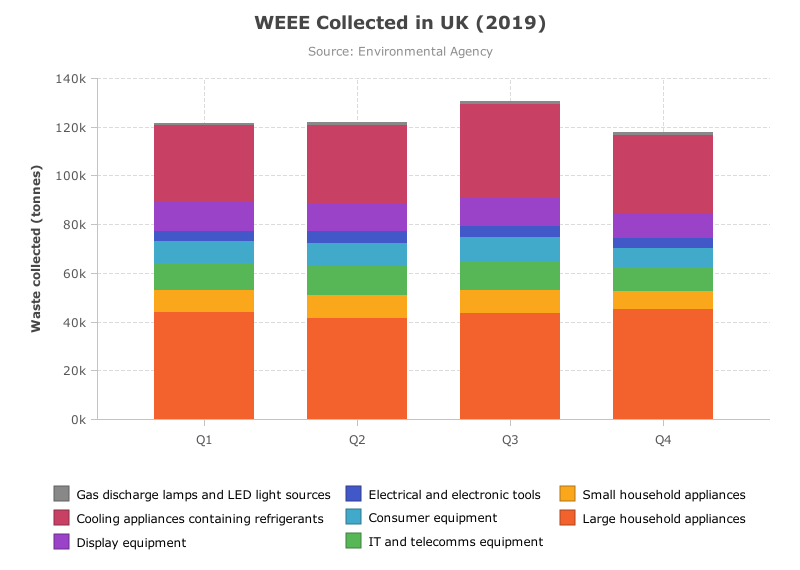 WEEE Collected in UK (2019)
Source: Environmental Agency
Waste collected (tonnes)
140k
120k
100k
80k
60k
40k
20k
0k
Q1 Q2 Q3 Q4
Gas discharge lamps and LED light sources
Cooling appliances containing refrigerants
Display equipment
Electrical and electronic tools
Consumer equipment
IT and telecomms equipment
Small household appliances
Large household appliances